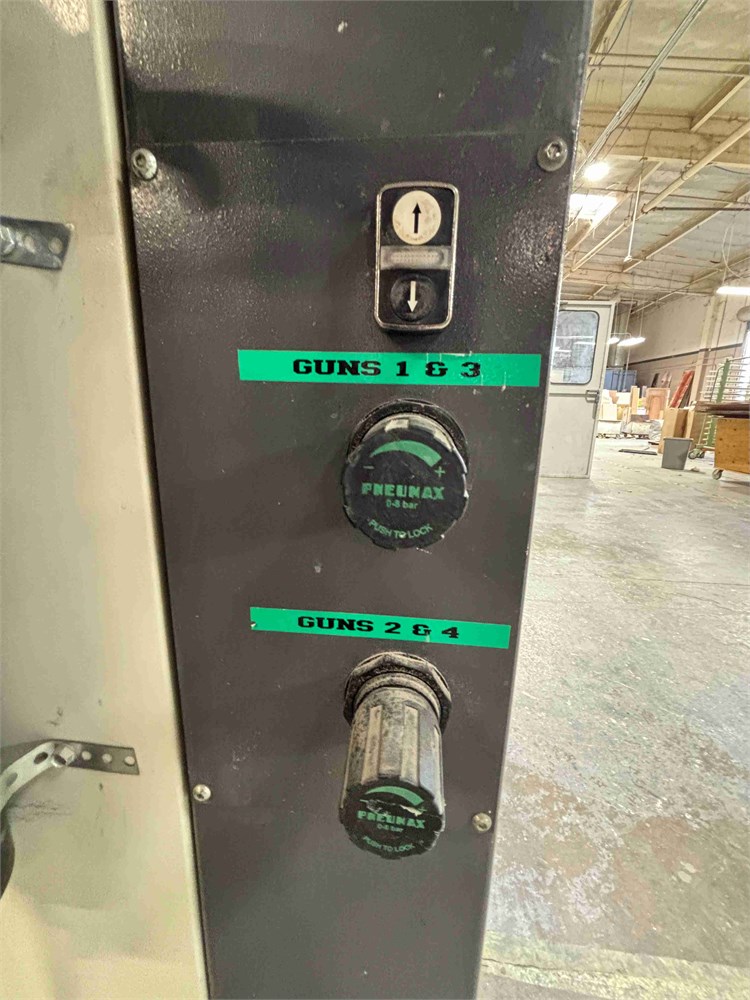 GUNS 1 & 3
- +
PNEUMAX
0-8 bar
PUSH TO LOCK
GUNS 2 & 4
PNEUMAX
0-8 bar
PUSH TO LOCK